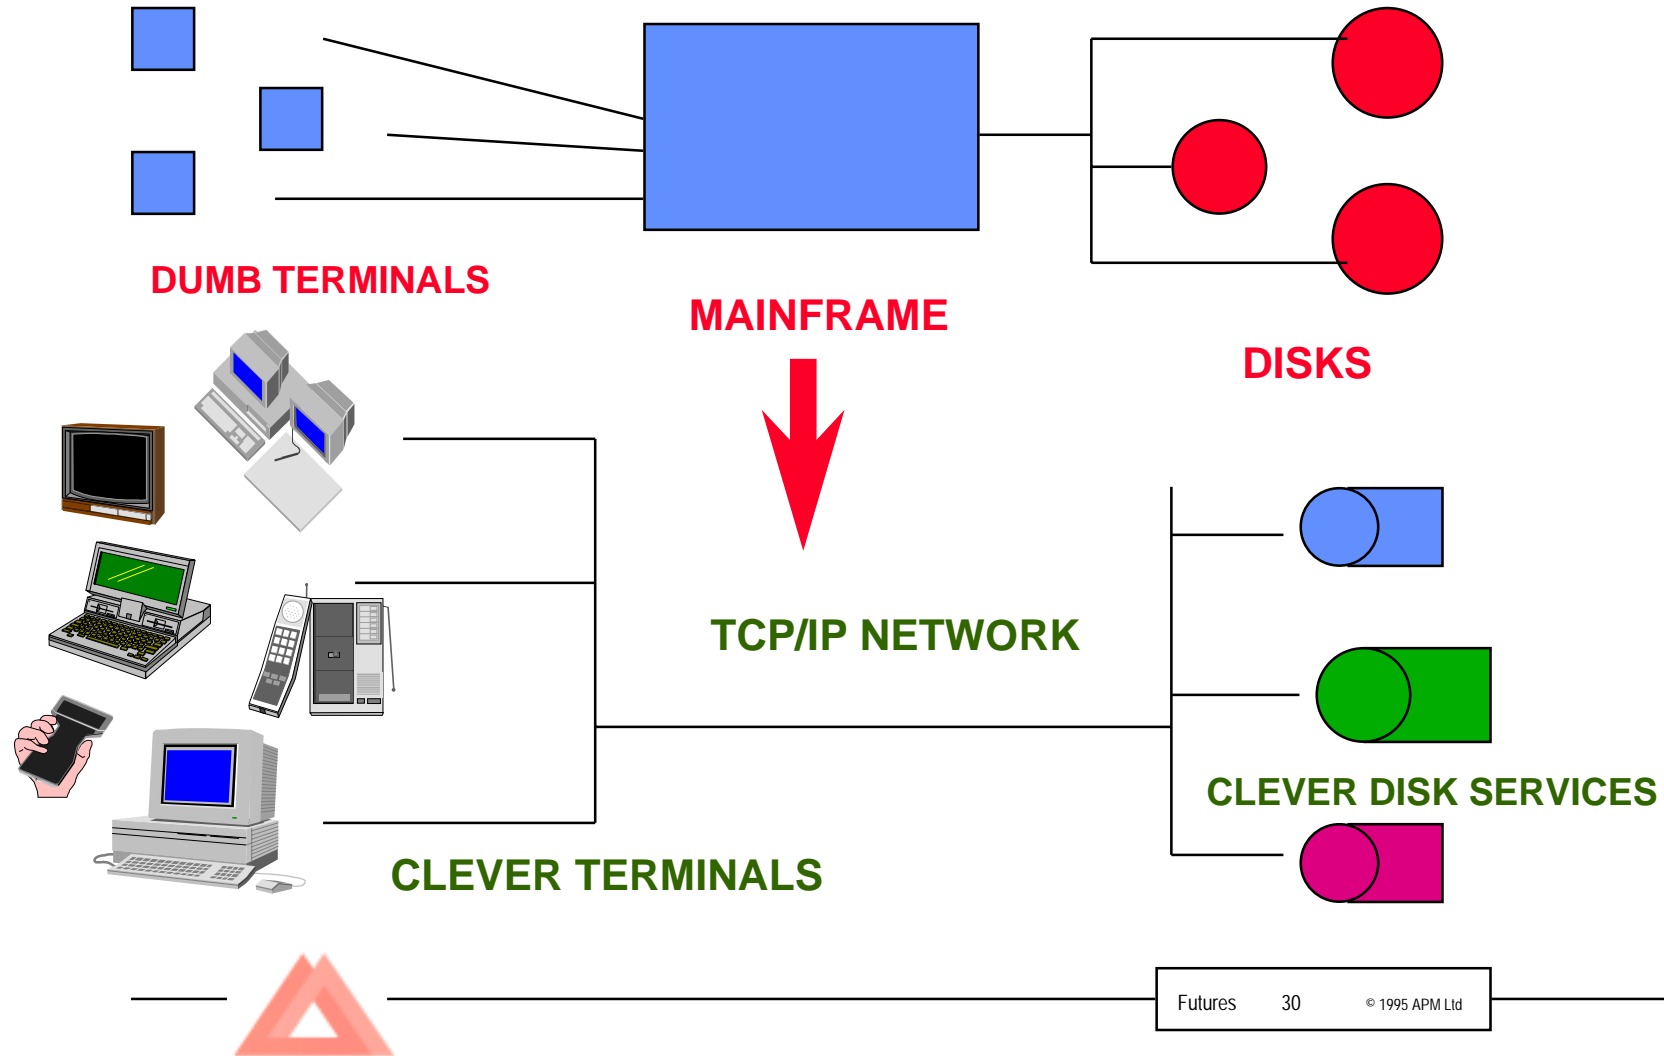 DUMB TERMINALS
MAINFRAME
DISKS
TCP/IP NETWORK
CLEVER DISK SERVICES
CLEVER TERMINALS
Futures 30 © 1995 APM Ltd